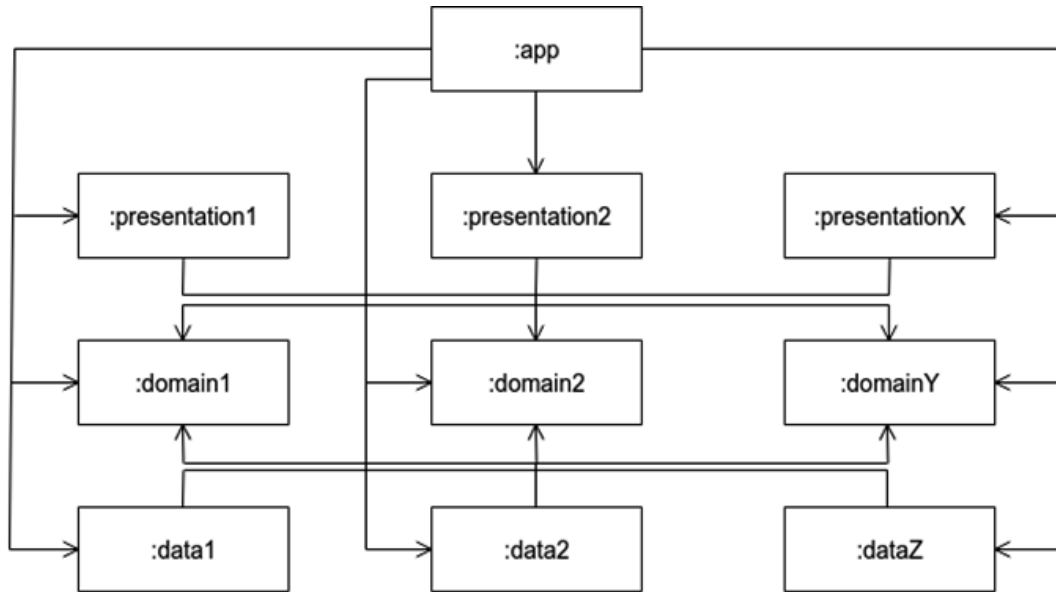 :app
:presentation1
:presentation2
:presentationX
:domain1
:domain2
:domainY
:data1
:data2
:dataZ